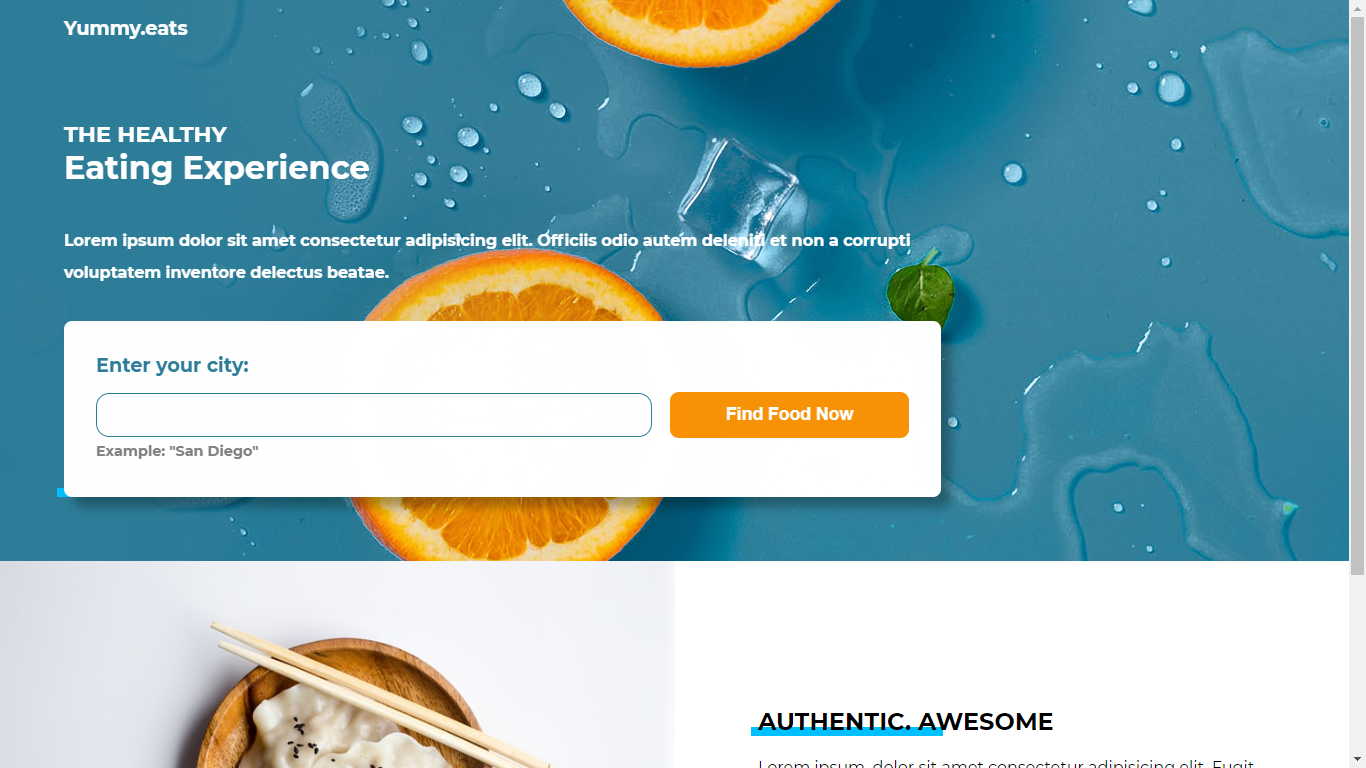 Yummy.eats
THE HEALTHY
Eating Experience
Lorem ipsum dolor sit amet consectetur adipisicing elit. Officiis odio autem deleniti et non a corrupti
voluptatem inventore delectus beatae.
Enter your city:
Find Food Now
Example: "San Diego"
AUTHENTIC. AWESOME
Lorem ipsum, dolor sit amet consectetur adipisicing elit. Fugit